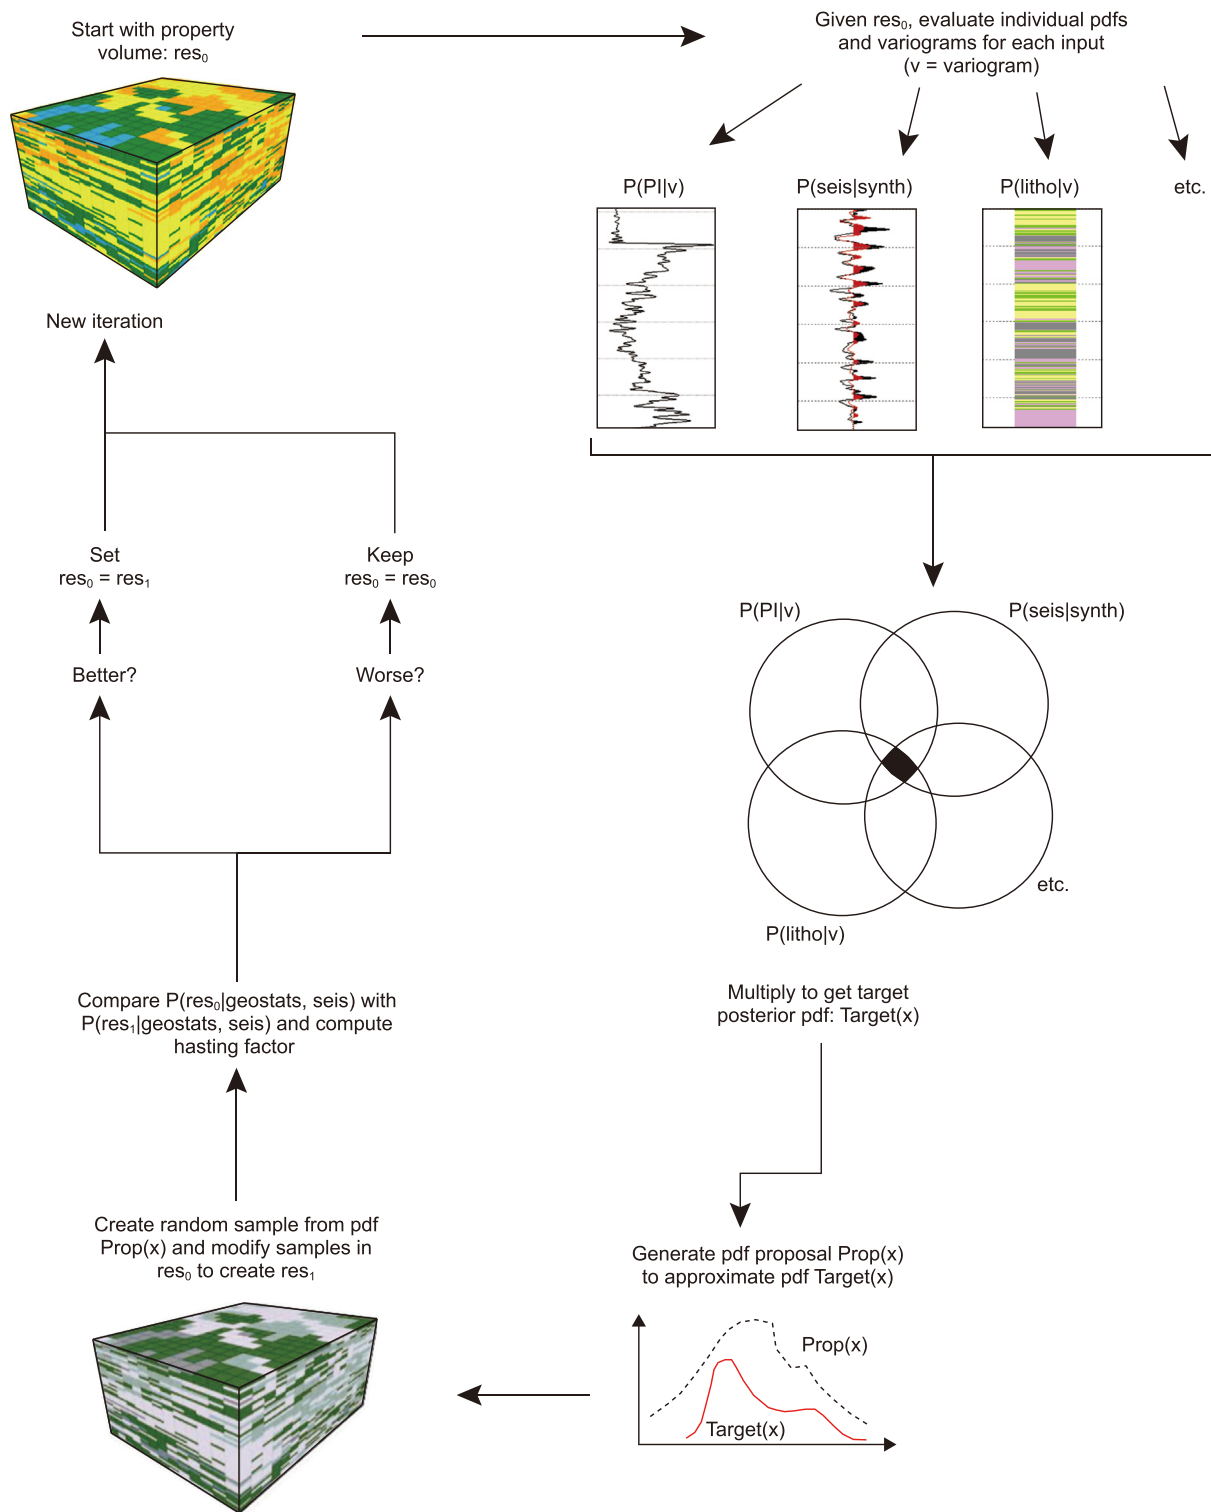 Start with property
volume: res₀
Given res₀, evaluate individual pdfs
and variograms for each input
(v = variogram)
P(PI|v)
P(seis|synth)
P(litho|v)
etc.
New iteration
Set
res₀ = res₁
Keep
res₀ = res₀
Better?
Worse?
P(PI|v)
P(seis|synth)
etc.
P(litho|v)
Multiply to get target
posterior pdf: Target(x)
Compare P(res₀|geostats, seis) with
P(res₁|geostats, seis) and compute
hasting factor
Create random sample from pdf
Prop(x) and modify samples in
res₀ to create res₁
Generate pdf proposal Prop(x)
to approximate pdf Target(x)
Prop(x)
Target(x)